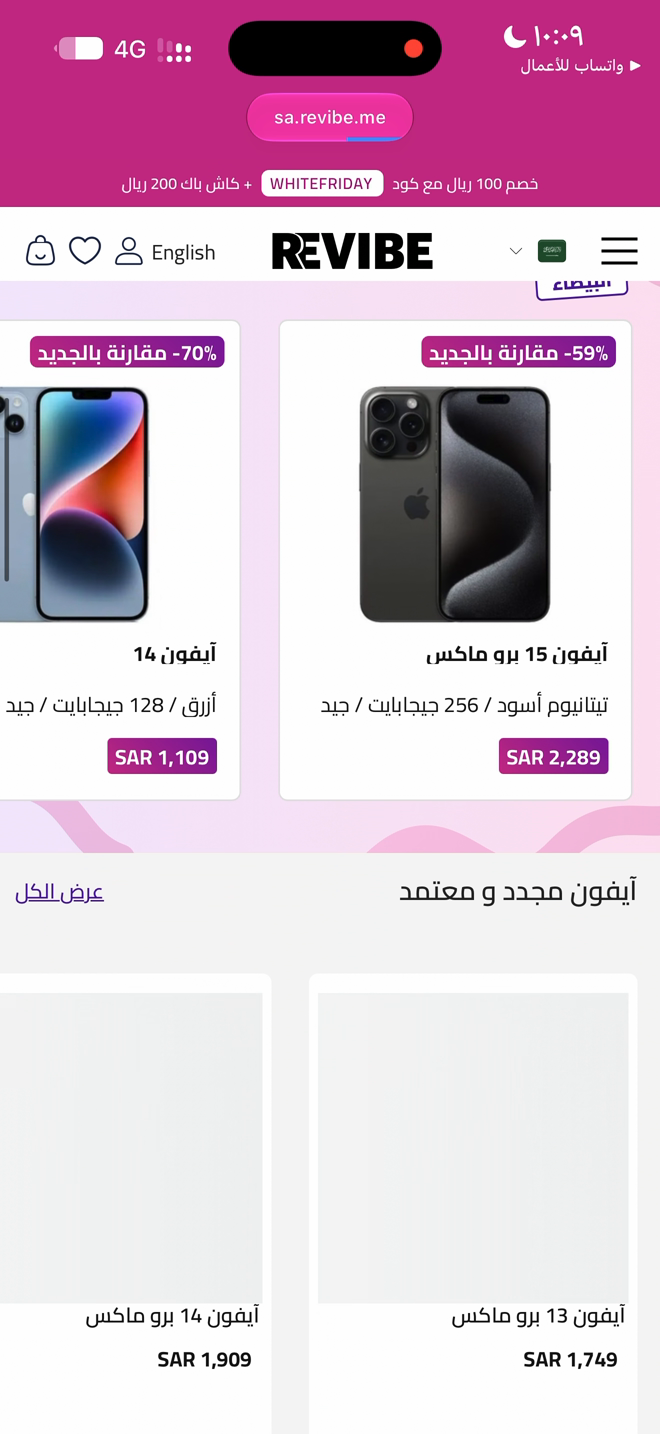 ١٠:٠٩
4G
◀ واتساب للأعمال
sa.revibe.me
خصم 100 ريال مع كود WHITEFRIDAY + كاش باك 200 ريال
REVIBE
English
البيضاء
-59% مقارنة بالجديد
آيفون 15 برو ماكس
تيتانيوم أسود / 256 جيجابايت / جيد
SAR 2,289
-70% مقارنة بالجديد
آيفون 14
أزرق / 128 جيجابايت / جيد
SAR 1,109
آيفون مجدد و معتمد
عرض الكل
آيفون 13 برو ماكس
SAR 1,749
آيفون 14 برو ماكس
SAR 1,909